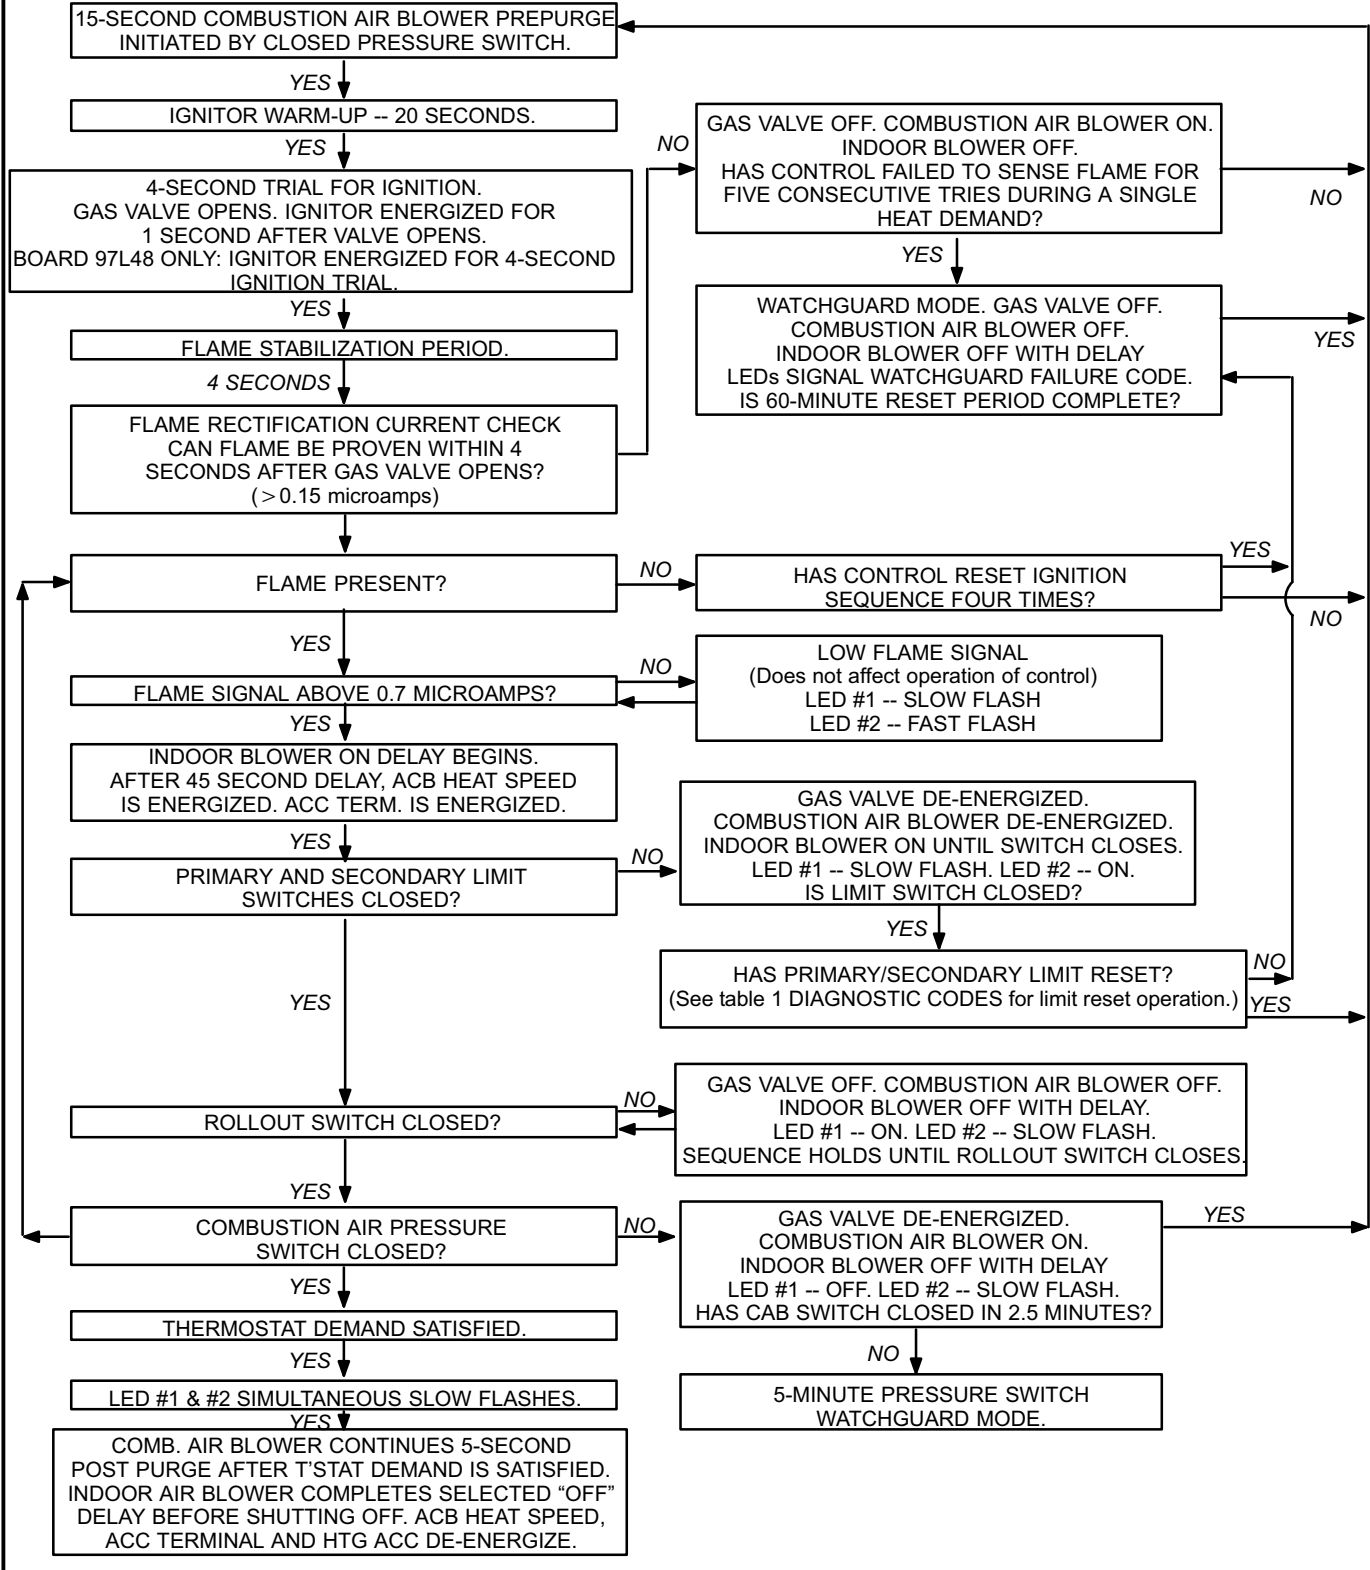 15-SECOND COMBUSTION AIR BLOWER PREPURGE
INITIATED BY CLOSED PRESSURE SWITCH.
YES
IGNITOR WARM-UP -- 20 SECONDS.
YES
4-SECOND TRIAL FOR IGNITION.
GAS VALVE OPENS. IGNITOR ENERGIZED FOR
1 SECOND AFTER VALVE OPENS.
BOARD 97L48 ONLY: IGNITOR ENERGIZED FOR 4-SECOND
IGNITION TRIAL.
NO
GAS VALVE OFF. COMBUSTION AIR BLOWER ON.
INDOOR BLOWER OFF.
HAS CONTROL FAILED TO SENSE FLAME FOR
FIVE CONSECUTIVE TRIES DURING A SINGLE
HEAT DEMAND?
NO
YES
YES
FLAME STABILIZATION PERIOD.
4 SECONDS
WATCHGUARD MODE. GAS VALVE OFF.
COMBUSTION AIR BLOWER OFF.
INDOOR BLOWER OFF WITH DELAY
LEDs SIGNAL WATCHGUARD FAILURE CODE.
IS 60-MINUTE RESET PERIOD COMPLETE?
YES
FLAME RECTIFICATION CURRENT CHECK
CAN FLAME BE PROVEN WITHIN 4
SECONDS AFTER GAS VALVE OPENS?
(>0.15 microamps)
FLAME PRESENT?
NO
HAS CONTROL RESET IGNITION
SEQUENCE FOUR TIMES?
YES
NO
YES
FLAME SIGNAL ABOVE 0.7 MICROAMPS?
NO
LOW FLAME SIGNAL
(Does not affect operation of control)
LED #1 -- SLOW FLASH
LED #2 -- FAST FLASH
YES
INDOOR BLOWER ON DELAY BEGINS.
AFTER 45 SECOND DELAY, ACB HEAT SPEED
IS ENERGIZED. ACC TERM. IS ENERGIZED.
YES
PRIMARY AND SECONDARY LIMIT
SWITCHES CLOSED?
NO
GAS VALVE DE-ENERGIZED.
COMBUSTION AIR BLOWER DE-ENERGIZED.
INDOOR BLOWER ON UNTIL SWITCH CLOSES.
LED #1 -- SLOW FLASH. LED #2 -- ON.
IS LIMIT SWITCH CLOSED?
YES
HAS PRIMARY/SECONDARY LIMIT RESET?
(See table 1 DIAGNOSTIC CODES for limit reset operation.)
NO
YES
YES
ROLLOUT SWITCH CLOSED?
NO
GAS VALVE OFF. COMBUSTION AIR BLOWER OFF.
INDOOR BLOWER OFF WITH DELAY.
LED #1 -- ON. LED #2 -- SLOW FLASH.
SEQUENCE HOLDS UNTIL ROLLOUT SWITCH CLOSES.
YES
COMBUSTION AIR PRESSURE
SWITCH CLOSED?
NO
GAS VALVE DE-ENERGIZED.
COMBUSTION AIR BLOWER ON.
INDOOR BLOWER OFF WITH DELAY
LED #1 -- OFF. LED #2 -- SLOW FLASH.
HAS CAB SWITCH CLOSED IN 2.5 MINUTES?
YES
NO
5-MINUTE PRESSURE SWITCH
WATCHGUARD MODE.
YES
THERMOSTAT DEMAND SATISFIED.
YES
LED #1 & #2 SIMULTANEOUS SLOW FLASHES.
YES
COMB. AIR BLOWER CONTINUES 5-SECOND
POST PURGE AFTER T'STAT DEMAND IS SATISFIED.
INDOOR AIR BLOWER COMPLETES SELECTED “OFF”
DELAY BEFORE SHUTTING OFF. ACB HEAT SPEED,
ACC TERMINAL AND HTG ACC DE-ENERGIZE.